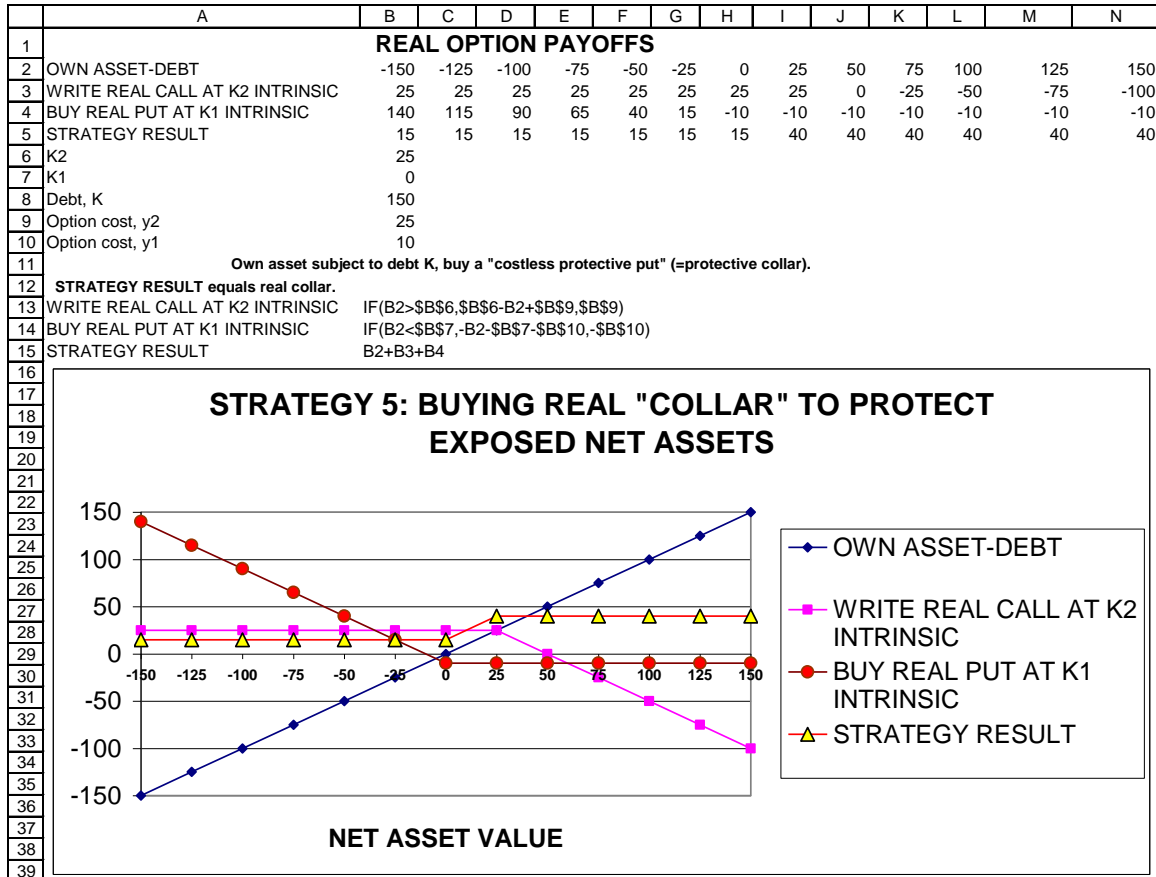 A B C D E F G H I J K L M N
1 REAL OPTION PAYOFFS
2 OWN ASSET-DEBT -150 -125 -100 -75 -50 -25 0 25 50 75 100 125 150
3 WRITE REAL CALL AT K2 INTRINSIC 25 25 25 25 25 25 25 25 0 -25 -50 -75 -100
4 BUY REAL PUT AT K1 INTRINSIC 140 115 90 65 40 15 -10 -10 -10 -10 -10 -10 -10
5 STRATEGY RESULT 15 15 15 15 15 15 15 40 40 40 40 40 40
6 K2 25
7 K1 0
8 Debt, K 150
9 Option cost, y2 25
10 Option cost, y1 10
11 Own asset subject to debt K, buy a "costless protective put" (=protective collar).
12 STRATEGY RESULT equals real collar.
13 WRITE REAL CALL AT K2 INTRINSIC IF(B2>$B$6,$B$6-B2+$B$9,$B$9)
14 BUY REAL PUT AT K1 INTRINSIC IF(B2<$B$7,-B2-$B$7-$B$10,-$B$10)
15 STRATEGY RESULT B2+B3+B4
16
17
18
19
20
21
22
23
24
25
26
27
28
29
30
31
32
33
34
35
36
37
38
39
STRATEGY 5: BUYING REAL "COLLAR" TO PROTECT
EXPOSED NET ASSETS
150
100
50
0
-150 -125 -100 -75 -50 -25 0 25 50 75 100 125 150
-50
-100
-150
NET ASSET VALUE
OWN ASSET-DEBT
WRITE REAL CALL AT K2
INTRINSIC
BUY REAL PUT AT K1
INTRINSIC
STRATEGY RESULT